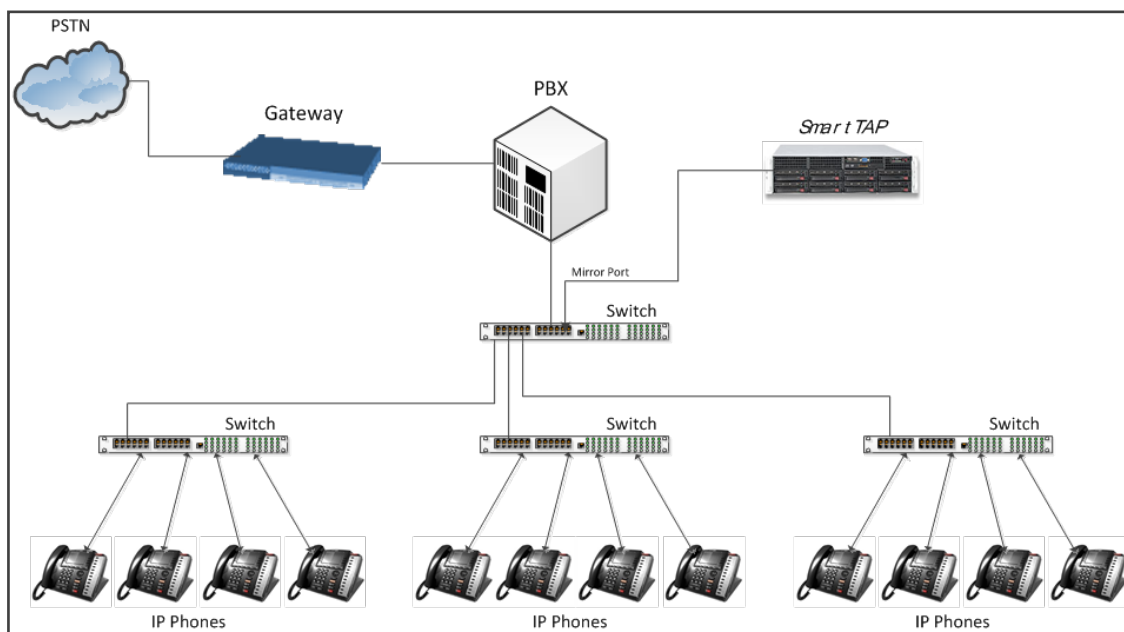 PSTN
Gateway
PBX
Smart TAP
Mirror Port
Switch
Switch
Switch
Switch
IP Phones
IP Phones
IP Phones